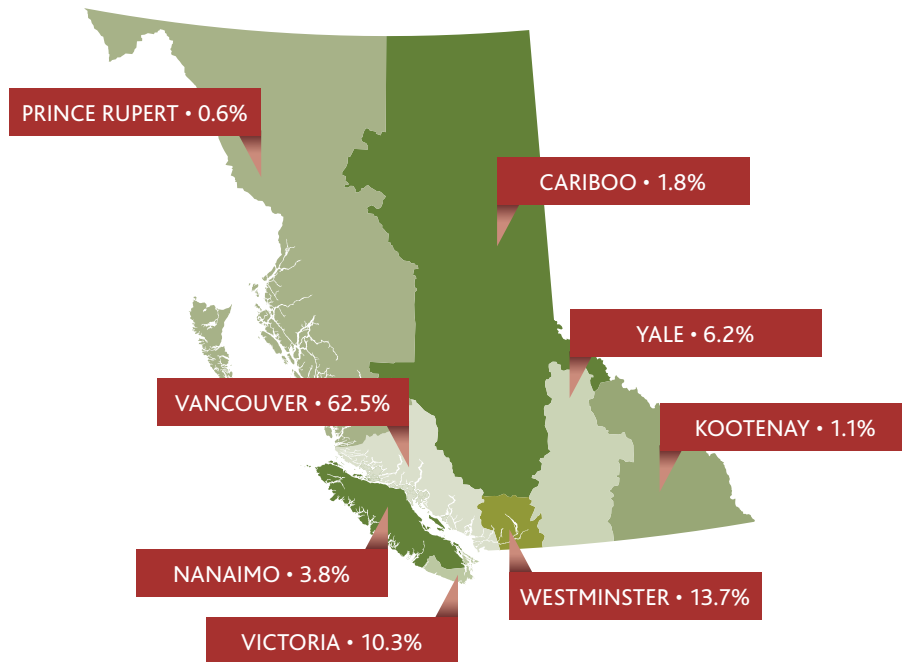 PRINCE RUPERT • 0.6%
CARIBOO • 1.8%
YALE • 6.2%
VANCOUVER • 62.5%
KOOTENAY • 1.1%
NANAIMO • 3.8%
WESTMINSTER • 13.7%
VICTORIA • 10.3%